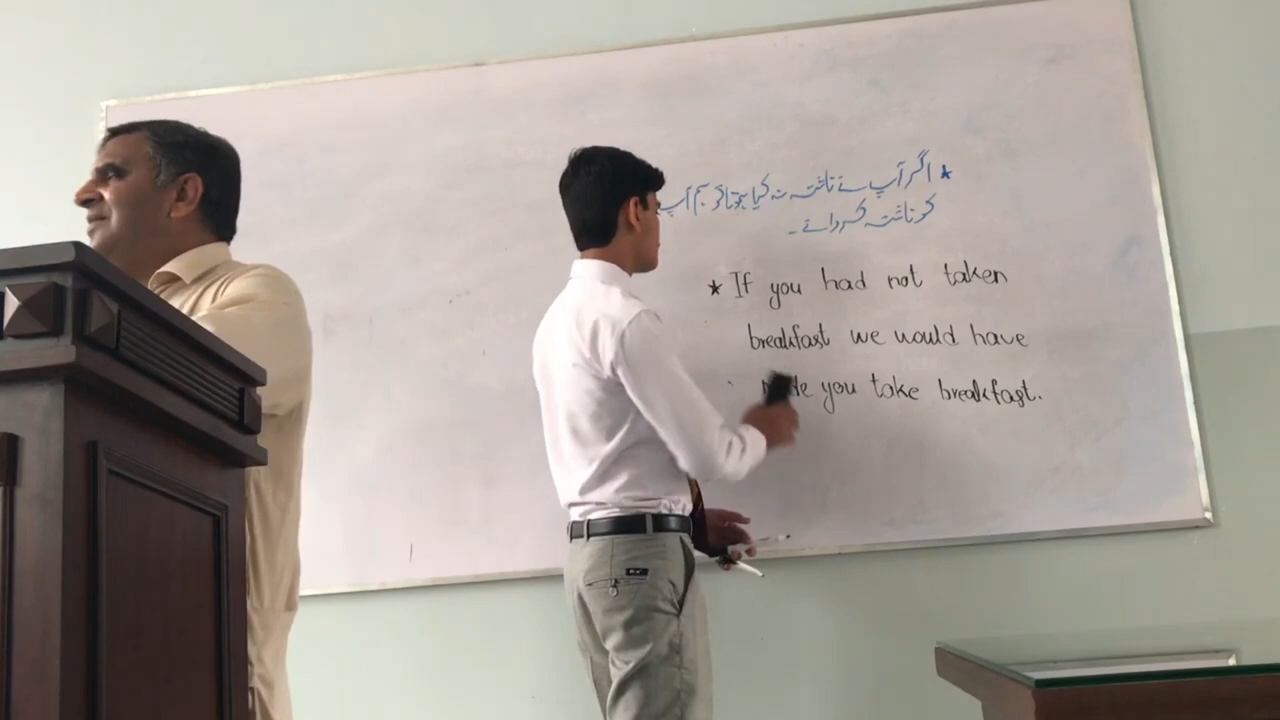 * اگر آپ نے ناشتہ نہ کیا ہوتا تو ہم آپ
کو ناشتہ کرواتے۔
* If you had not taken
breakfast we would have
you take breakfast.